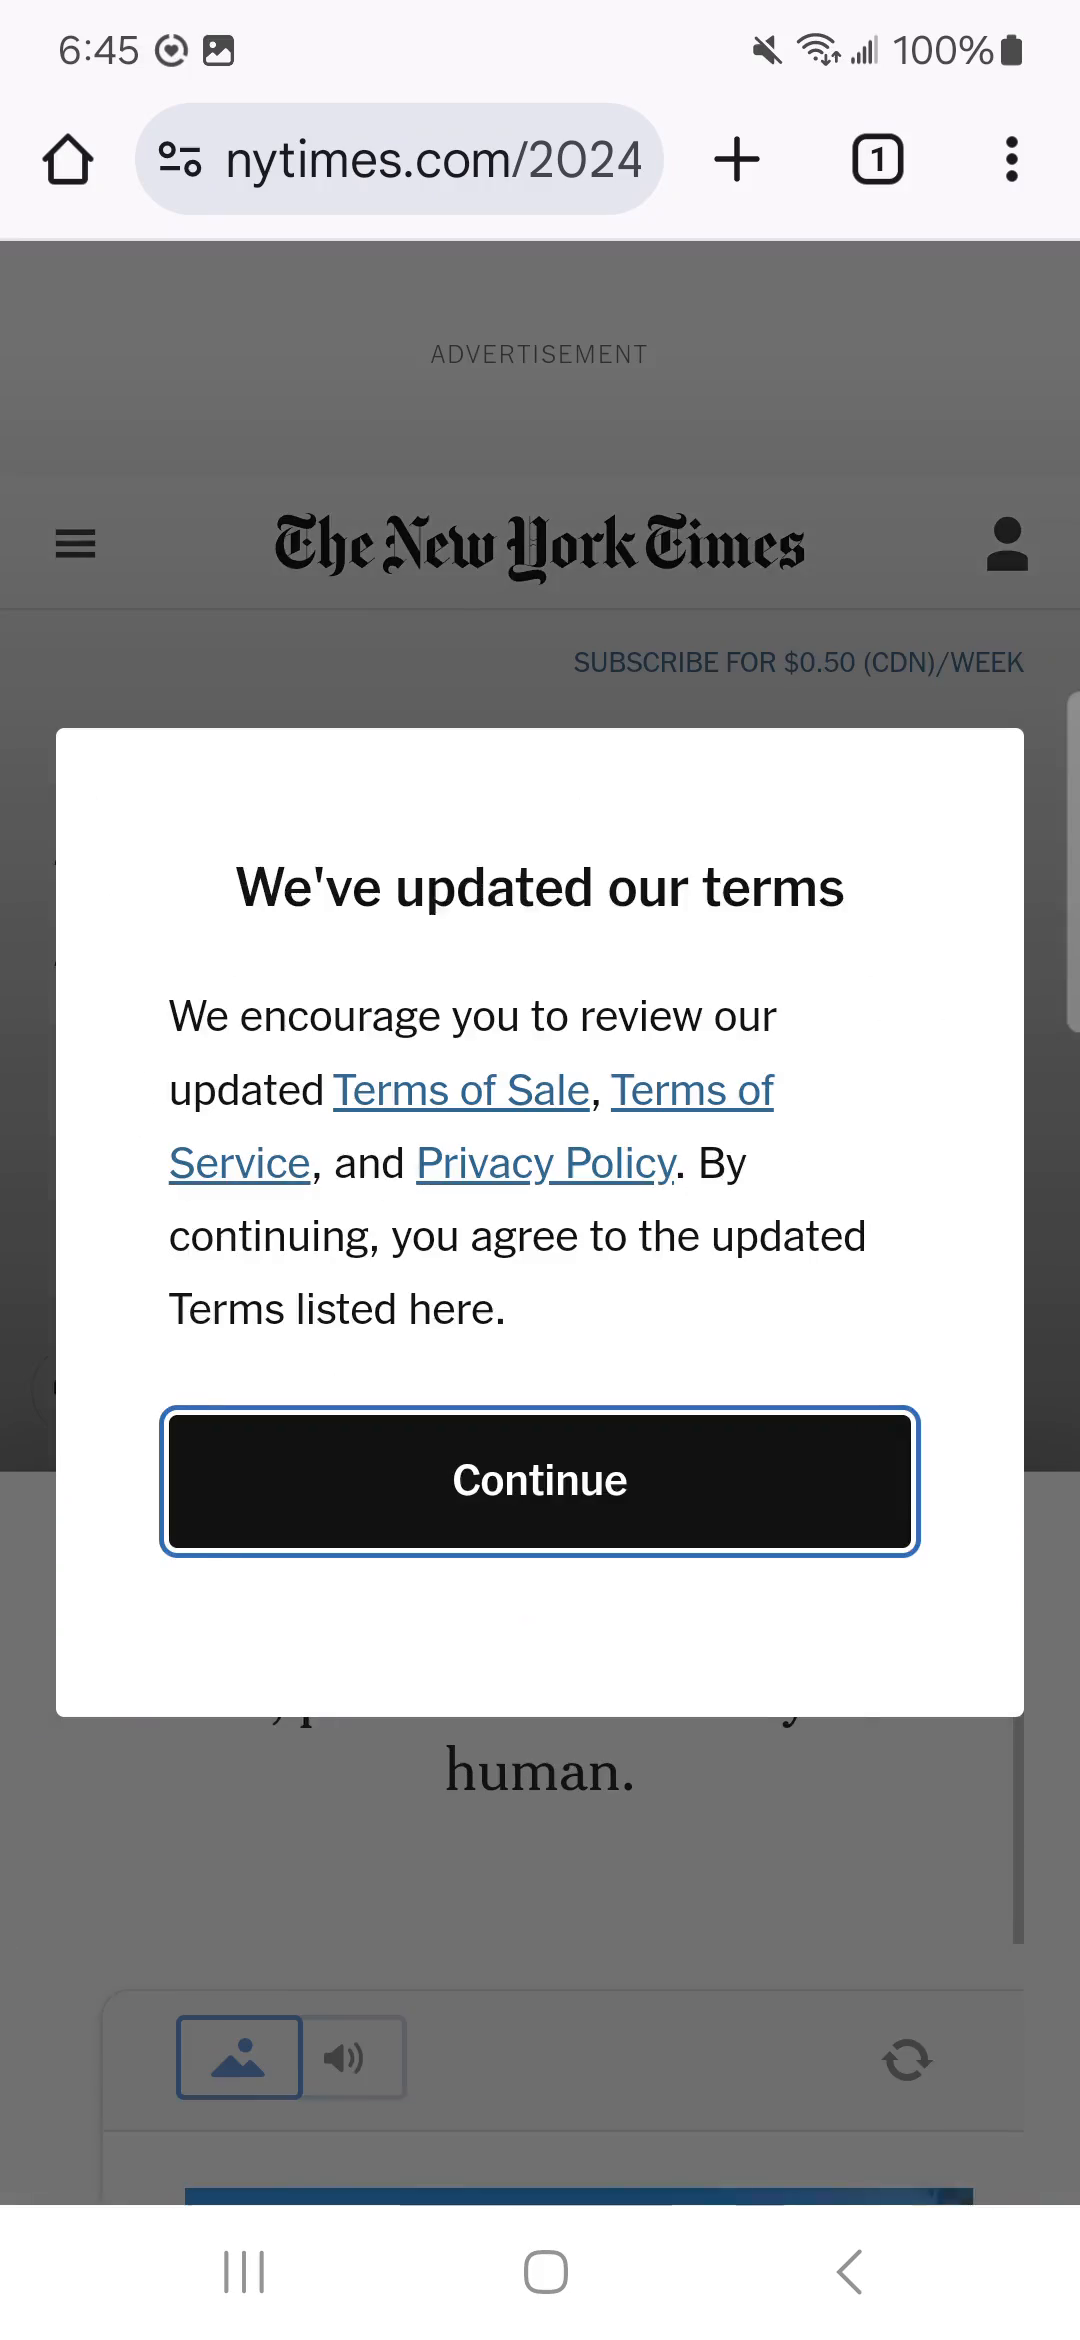 6:45 100%
nytimes.com/2024 1
ADVERTISEMENT
The New York Times
SUBSCRIBE FOR $0.50 (CDN)/WEEK
We've updated our terms
We encourage you to review our
updated Terms of Sale, Terms of
Service, and Privacy Policy. By
continuing, you agree to the updated
Terms listed here.
Continue
human.